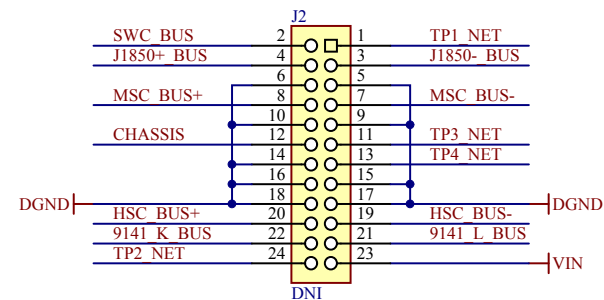 J2
SWC_BUS 2 1 TP1_NET
J1850+_BUS 4 3 J1850-_BUS
6 5
MSC_BUS+ 8 7 MSC_BUS-
10 9
CHASSIS 12 11 TP3_NET
14 13 TP4_NET
16 15
DGND 18 17 DGND
HSC_BUS+ 20 19 HSC_BUS-
9141_K_BUS 22 21 9141_L_BUS
TP2_NET 24 23 VIN
DNI